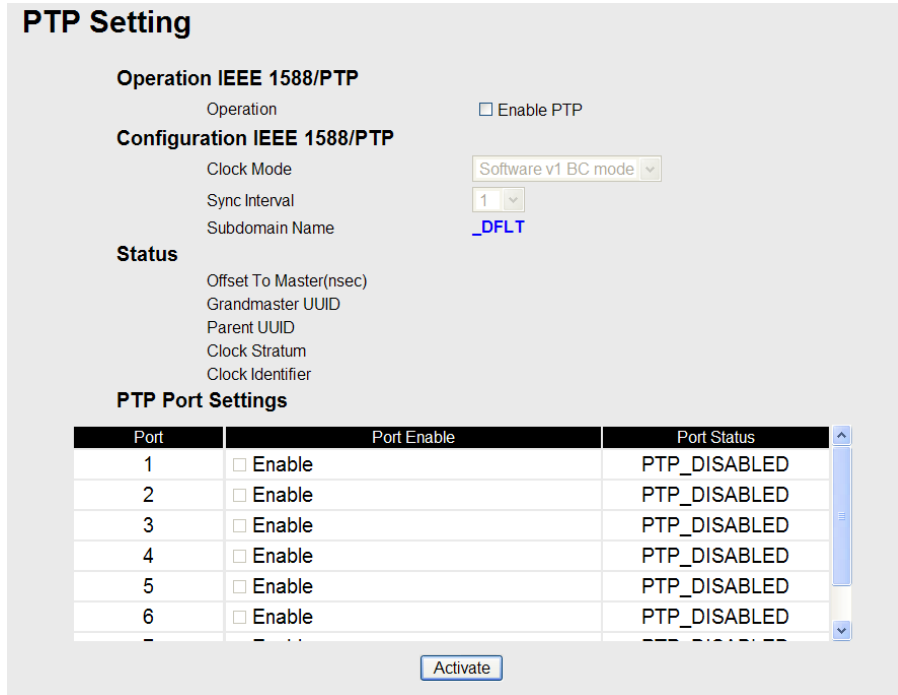 PTP Setting
Operation IEEE 1588/PTP
Operation Enable PTP
Configuration IEEE 1588/PTP
Clock Mode Software v1 BC mode
Sync Interval 1
Subdomain Name _DFLT
Status
Offset To Master(nsec)
Grandmaster UUID
Parent UUID
Clock Stratum
Clock Identifier
PTP Port Settings
Port Port Enable Port Status
1 Enable PTP_DISABLED
2 Enable PTP_DISABLED
3 Enable PTP_DISABLED
4 Enable PTP_DISABLED
5 Enable PTP_DISABLED
6 Enable PTP_DISABLED
Activate